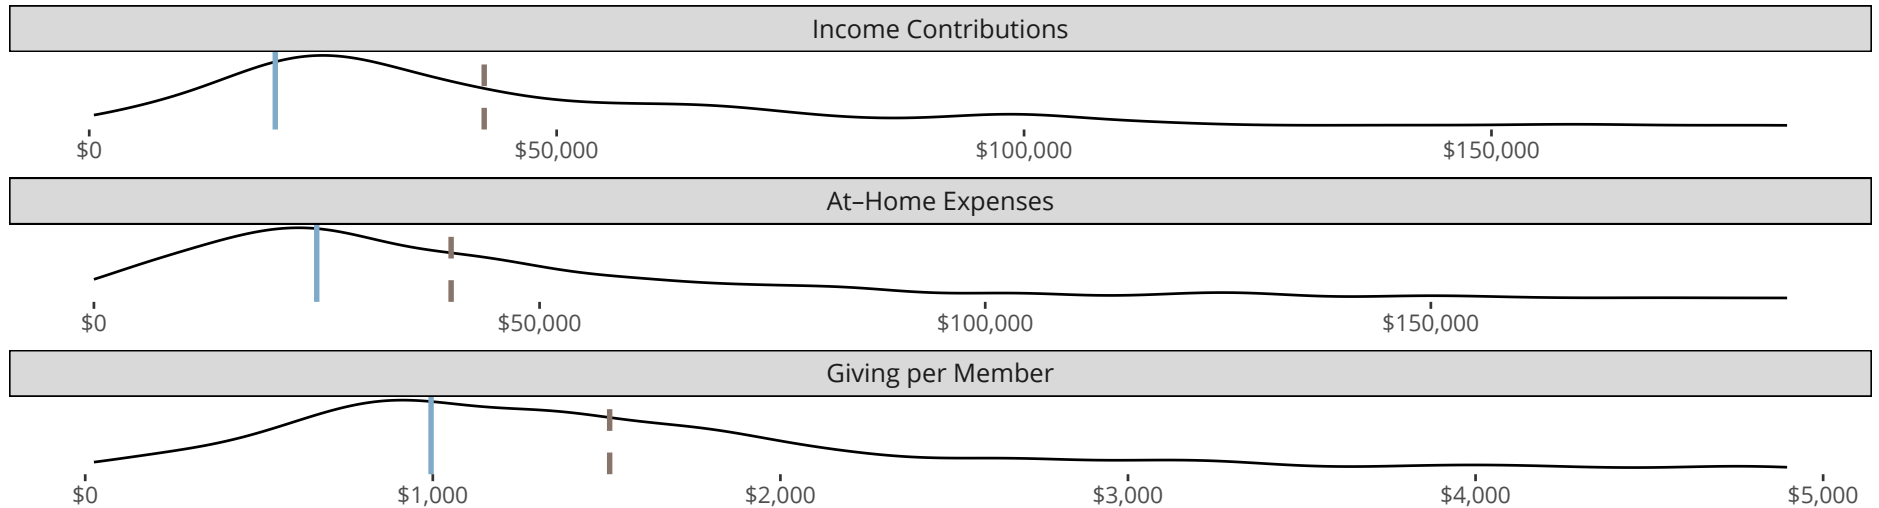 Income Contributions
$0 $50,000 $100,000 $150,000
At–Home Expenses
$0 $50,000 $100,000 $150,000
Giving per Member
$0 $1,000 $2,000 $3,000 $4,000 $5,000